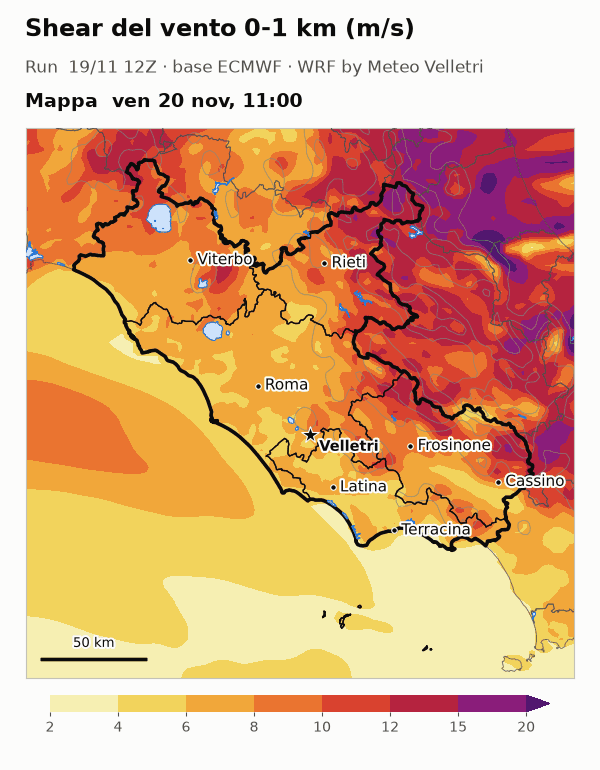 Shear del vento 0-1 km (m/s)
Run  19/11 12Z · base ECMWF · WRF by Meteo Velletri
Mappa  ven 20 nov, 11:00
Viterbo
Rieti
Roma
Velletri
Frosinone
Cassino
Latina
Terracina
50 km
2 4 6 8 10 12 15 20